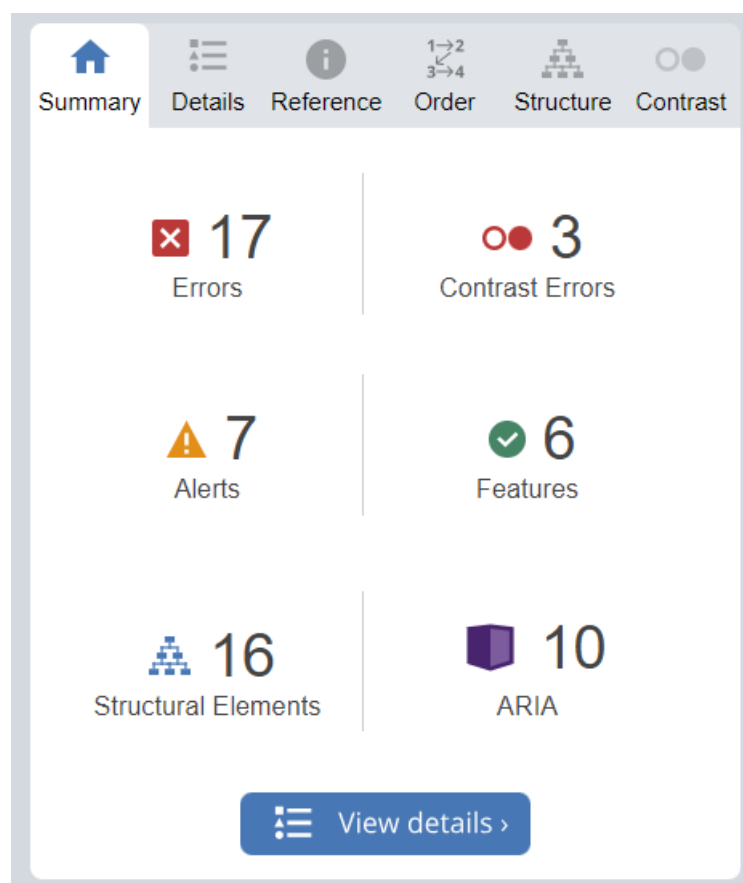 1→2
3→4
Summary Details Reference Order Structure Contrast
17 3
Errors Contrast Errors
7 6
Alerts Features
16 10
Structural Elements ARIA
View details ›